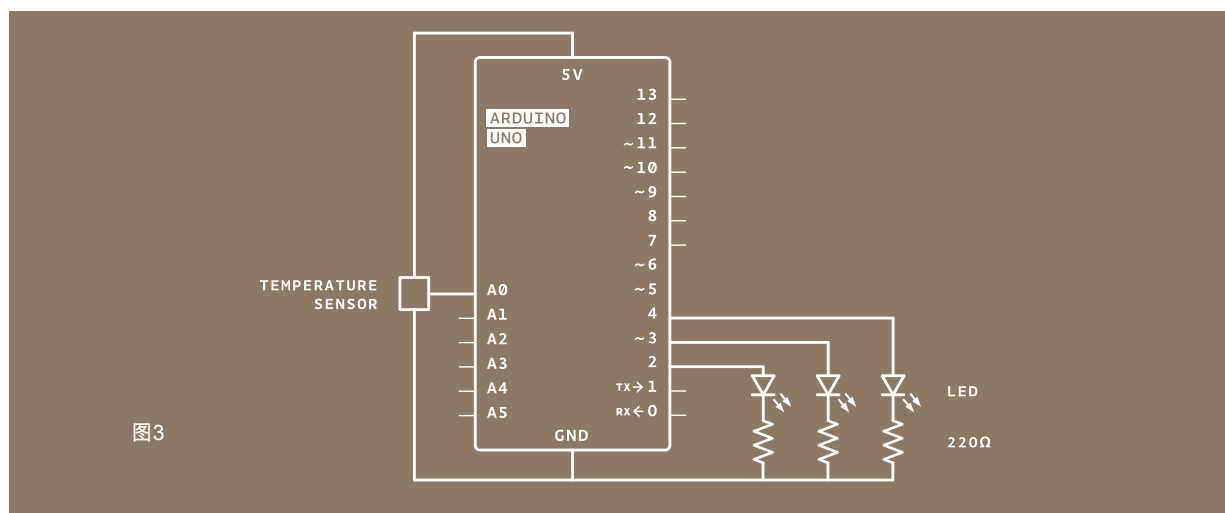 5V
ARDUINO
UNO
13
12
~11
~10
~9
8
7
~6
~5
4
~3
2
TX→1
RX←0
TEMPERATURE
SENSOR
A0
A1
A2
A3
A4
A5
GND
LED
220Ω
图3